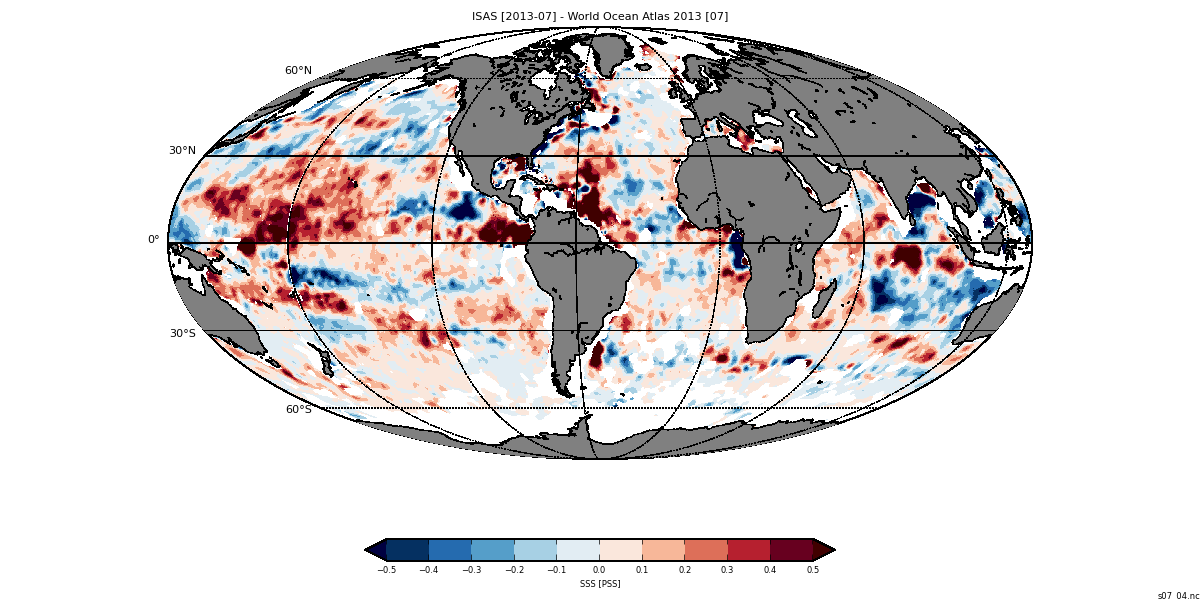 ISAS [2013-07] - World Ocean Atlas 2013 [07]
60°N
30°N
0°
30°S
60°S
−0.5 −0.4 −0.3 −0.2 −0.1 0.0 0.1 0.2 0.3 0.4 0.5
SSS [PSS]
s07_04.nc